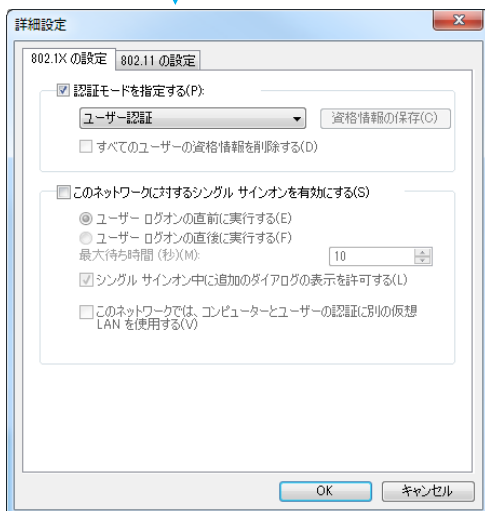 詳細設定
802.1X の設定
802.11 の設定
認証モードを指定する(P):
ユーザー認証
資格情報の保存(C)
すべてのユーザーの資格情報を削除する(D)
このネットワークに対するシングル サインオンを有効にする(S)
ユーザー ログオンの直前に実行する(E)
ユーザー ログオンの直後に実行する(F)
最大待ち時間 (秒)(M):
10
シングル サインオン中に追加のダイアログの表示を許可する(L)
このネットワークでは、コンピューターとユーザーの認証に別の仮想
LAN を使用する(V)
OK
キャンセル